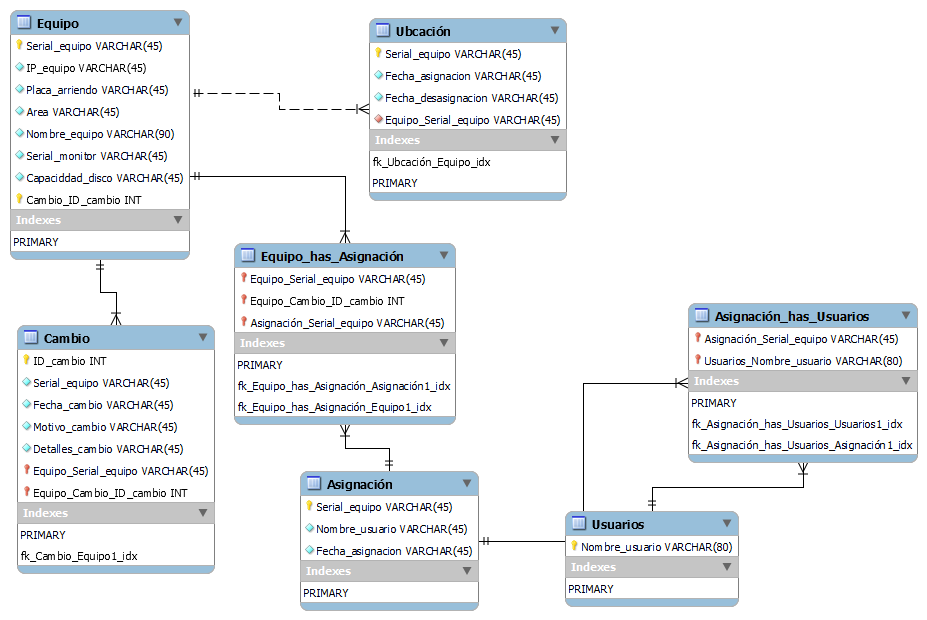 Equipo
Serial_equipo VARCHAR(45)
IP_equipo VARCHAR(45)
Placa_arriendo VARCHAR(45)
Area VARCHAR(45)
Nombre_equipo VARCHAR(90)
Serial_monitor VARCHAR(45)
Capaciddad_disco VARCHAR(45)
Cambio_ID_cambio INT
Indexes
PRIMARY
Ubcación
Serial_equipo VARCHAR(45)
Fecha_asignacion VARCHAR(45)
Fecha_desasignacion VARCHAR(45)
Equipo_Serial_equipo VARCHAR(45)
Indexes
fk_Ubcación_Equipo_idx
PRIMARY
Equipo_has_Asignación
Equipo_Serial_equipo VARCHAR(45)
Equipo_Cambio_ID_cambio INT
Asignación_Serial_equipo VARCHAR(45)
Indexes
PRIMARY
fk_Equipo_has_Asignación_Asignación1_idx
fk_Equipo_has_Asignación_Equipo1_idx
Cambio
ID_cambio INT
Serial_equipo VARCHAR(45)
Fecha_cambio VARCHAR(45)
Motivo_cambio VARCHAR(45)
Detalles_cambio VARCHAR(45)
Equipo_Serial_equipo VARCHAR(45)
Equipo_Cambio_ID_cambio INT
Indexes
PRIMARY
fk_Cambio_Equipo1_idx
Asignación_has_Usuarios
Asignación_Serial_equipo VARCHAR(45)
Usuarios_Nombre_usuario VARCHAR(80)
Indexes
PRIMARY
fk_Asignación_has_Usuarios_Usuarios1_idx
fk_Asignación_has_Usuarios_Asignación1_idx
Asignación
Serial_equipo VARCHAR(45)
Nombre_usuario VARCHAR(45)
Fecha_asignacion VARCHAR(45)
Indexes
PRIMARY
Usuarios
Nombre_usuario VARCHAR(80)
Indexes
PRIMARY